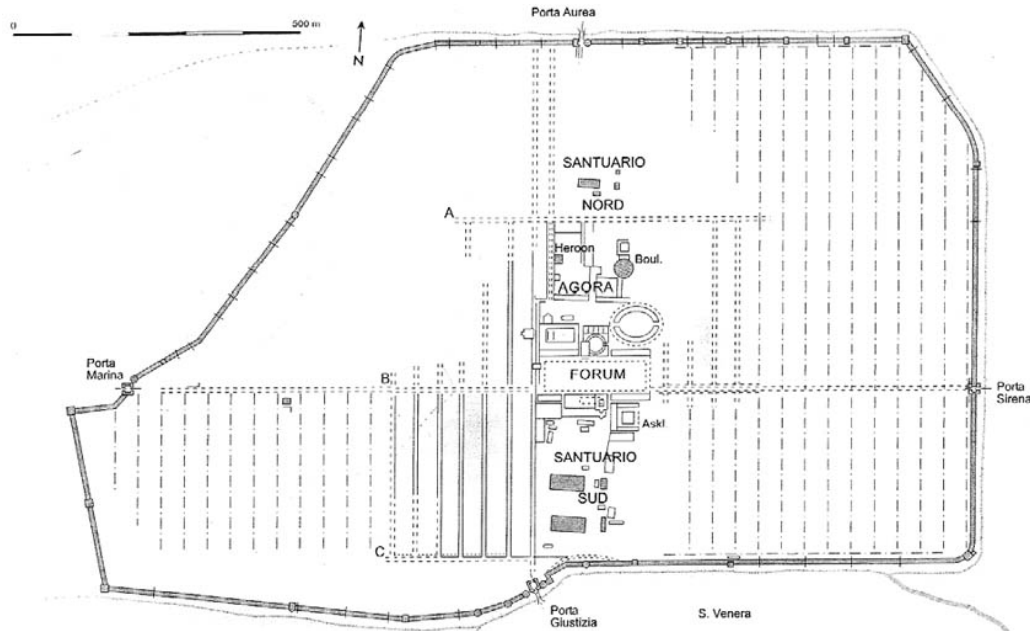 Porta Aurea
0
500 m
N
SANTUARIO
NORD
A
Heroon
Boul.
AGORA
Porta
Marina
B
FORUM
Porta
Sirena
Askl.
SANTUARIO
SUD
C
Porta
Giustizia
S. Venera